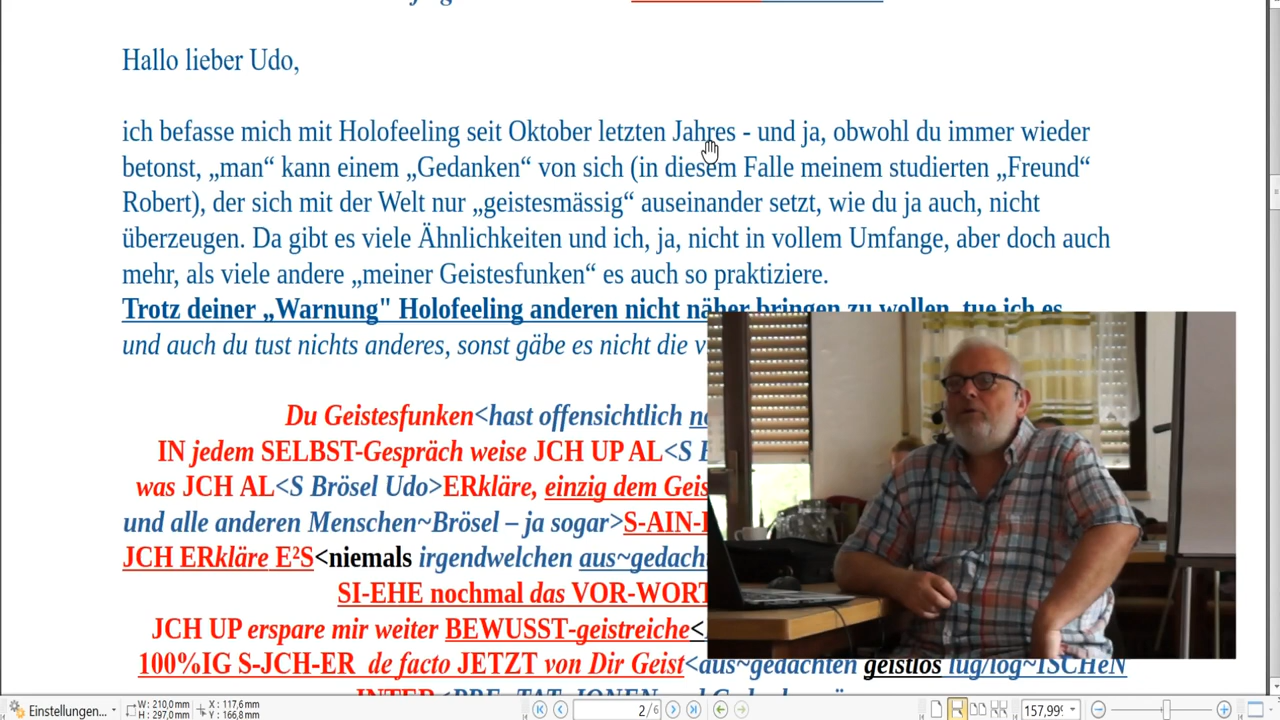 Hallo lieber Udo,
ich befasse mich mit Holofeeling seit Oktober letzten Jahres - und ja, obwohl du immer wieder
betonst, „man“ kann einem „Gedanken“ von sich (in diesem Falle meinem studierten „Freund“
Robert), der sich mit der Welt nur „geistesmässig“ auseinander setzt, wie du ja auch, nicht
überzeugen. Da gibt es viele Ähnlichkeiten und ich, ja, nicht in vollem Umfange, aber doch auch
mehr, als viele andere „meiner Geistesfunken“ es auch so praktiziere.
Trotz deiner „Warnung" Holofeeling anderen nicht näher bringen zu wollen, tue ich es
und auch du tust nichts anderes, sonst gäbe es nicht die
Du Geistesfunken<hast offensichtlich
IN jedem SELBST-Gespräch weise JCH UP AL<S
was JCH AL<S Brösel Udo>ERkläre, einzig dem
und alle anderen Menschen~Brösel – ja sogar>S-AIN-
JCH ERkläre E²S<niemals irgendwelchen
SI-EHE nochmal das VOR-WORT
JCH UP erspare mir weiter BEWUSST-geistreiche<
100%IG S-JCH-ER de facto JETZT von Dir Geist<aus~gedachten geistlos lug/log~ISCHeN
Einstellungen...
W: 210,0 mm
H: 297,0 mm
X: 117,6 mm
Y: 166,8 mm
2/6
157,99